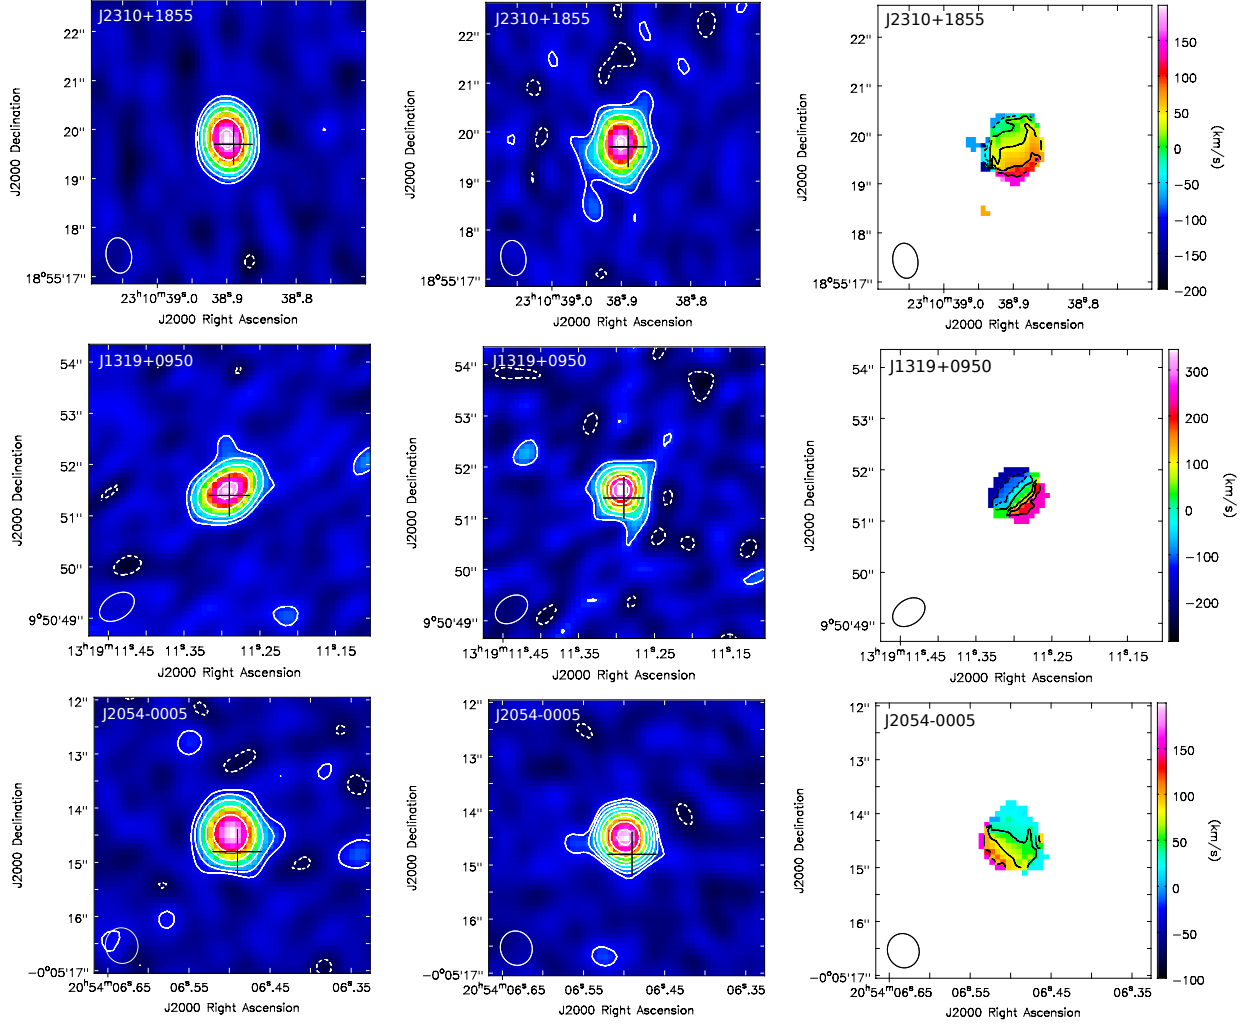 J2310+1855
22''
21''
20''
19''
18''
18°55'17''
23ʰ10ᵐ39ˢ.0 38ˢ.9 38ˢ.8
J2000 Right Ascension
J2000 Declination
J2310+1855
22''
21''
20''
19''
18''
18°55'17''
23ʰ10ᵐ39ˢ.0 38ˢ.9 38ˢ.8
J2000 Right Ascension
J2000 Declination
J2310+1855
22''
21''
20''
19''
18''
18°55'17''
23ʰ10ᵐ39ˢ.0 38ˢ.9 38ˢ.8
J2000 Right Ascension
J2000 Declination
150
100
50
0
−50
−100
−150
−200
(km/s)
J1319+0950
54''
53''
52''
51''
50''
9°50'49''
13ʰ19ᵐ11ˢ.45 11ˢ.35 11ˢ.25 11ˢ.15
J2000 Right Ascension
J2000 Declination
J1319+0950
54''
53''
52''
51''
50''
9°50'49''
13ʰ19ᵐ11ˢ.45 11ˢ.35 11ˢ.25 11ˢ.15
J2000 Right Ascension
J2000 Declination
J1319+0950
54''
53''
52''
51''
50''
9°50'49''
13ʰ19ᵐ11ˢ.45 11ˢ.35 11ˢ.25 11ˢ.15
J2000 Right Ascension
J2000 Declination
300
200
100
0
−100
−200
(km/s)
J2054-0005
12''
13''
14''
15''
16''
−0°05'17''
20ʰ54ᵐ06ˢ.65 06ˢ.55 06ˢ.45 06ˢ.35
J2000 Right Ascension
J2000 Declination
J2054-0005
12''
13''
14''
15''
16''
−0°05'17''
20ʰ54ᵐ06ˢ.65 06ˢ.55 06ˢ.45 06ˢ.35
J2000 Right Ascension
J2000 Declination
J2054-0005
12''
13''
14''
15''
16''
−0°05'17''
20ʰ54ᵐ06ˢ.65 06ˢ.55 06ˢ.45 06ˢ.35
J2000 Right Ascension
J2000 Declination
150
100
50
0
−50
−100
(km/s)